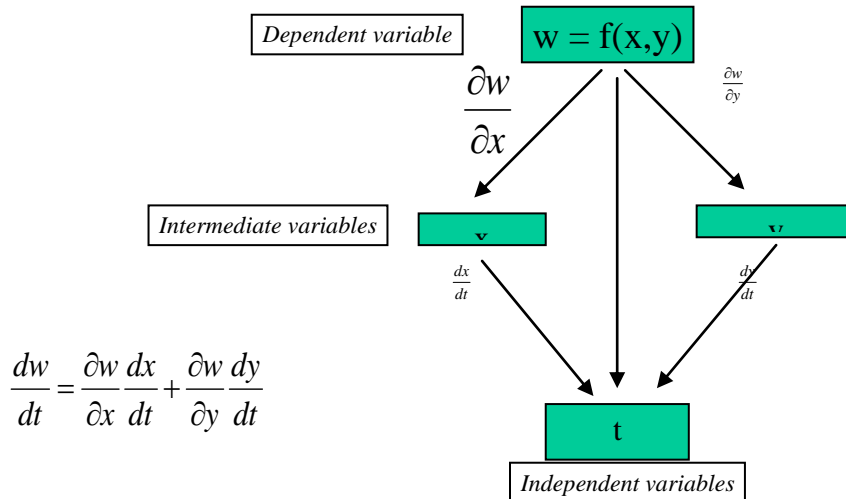 Dependent variable
w = f(x,y)
∂w/∂x
∂w/∂y
Intermediate variables
dx/dt
dy/dt
dw/dt = ∂w/∂x dx/dt + ∂w/∂y dy/dt
t
Independent variables